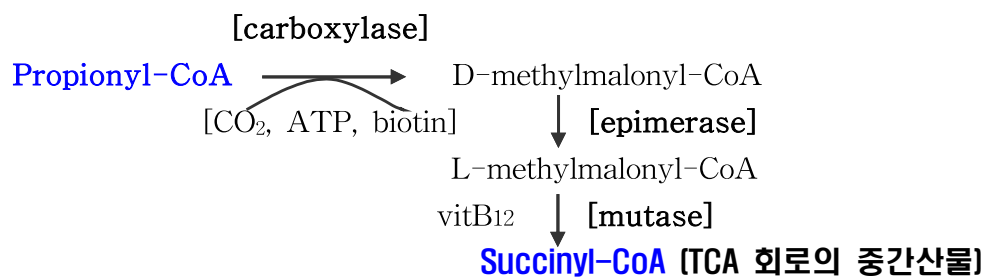 [carboxylase]
Propionyl-CoA D-methylmalonyl-CoA
[CO₂, ATP, biotin] [epimerase]
L-methylmalonyl-CoA
vitB12 [mutase]
Succinyl-CoA (TCA 회로의 중간산물)